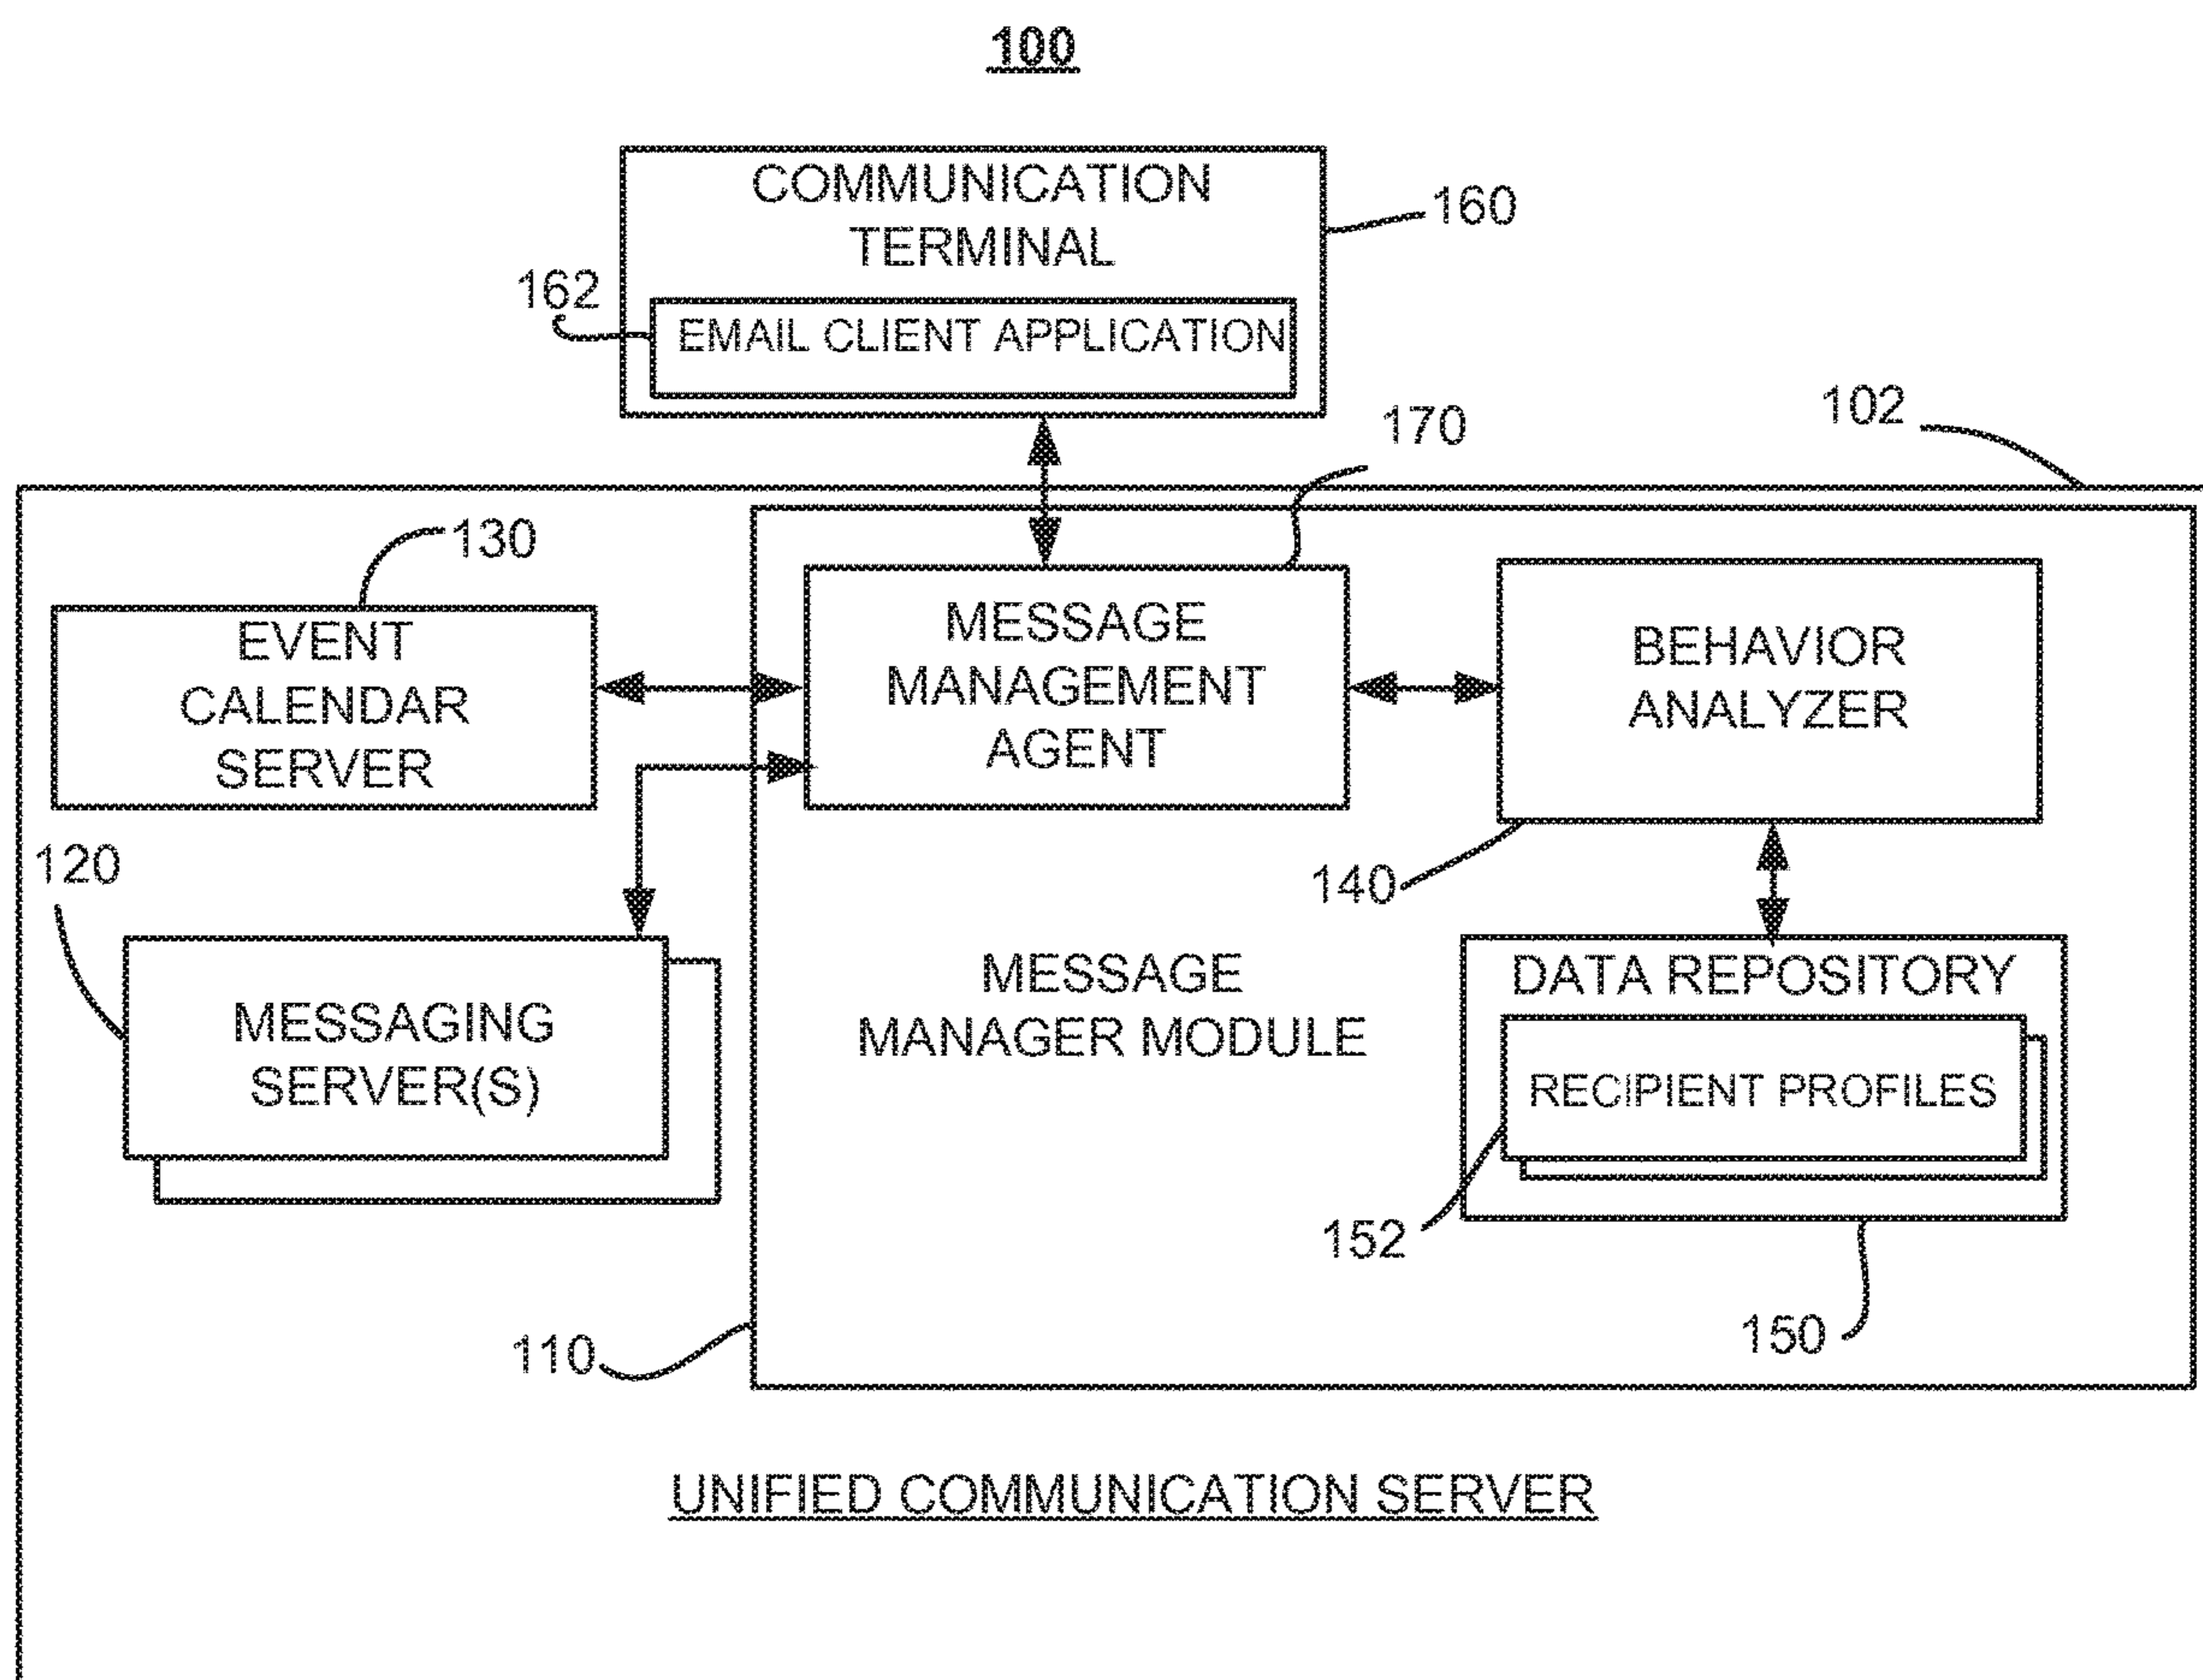 100
COMMUNICATION
TERMINAL
160
162
EMAIL CLIENT APPLICATION
102
170
130
EVENT
CALENDAR
SERVER
MESSAGE
MANAGEMENT
AGENT
BEHAVIOR
ANALYZER
120
140
MESSAGING
SERVER(S)
MESSAGE
MANAGER MODULE
DATA REPOSITORY
RECIPIENT PROFILES
152
150
110
UNIFIED COMMUNICATION SERVER